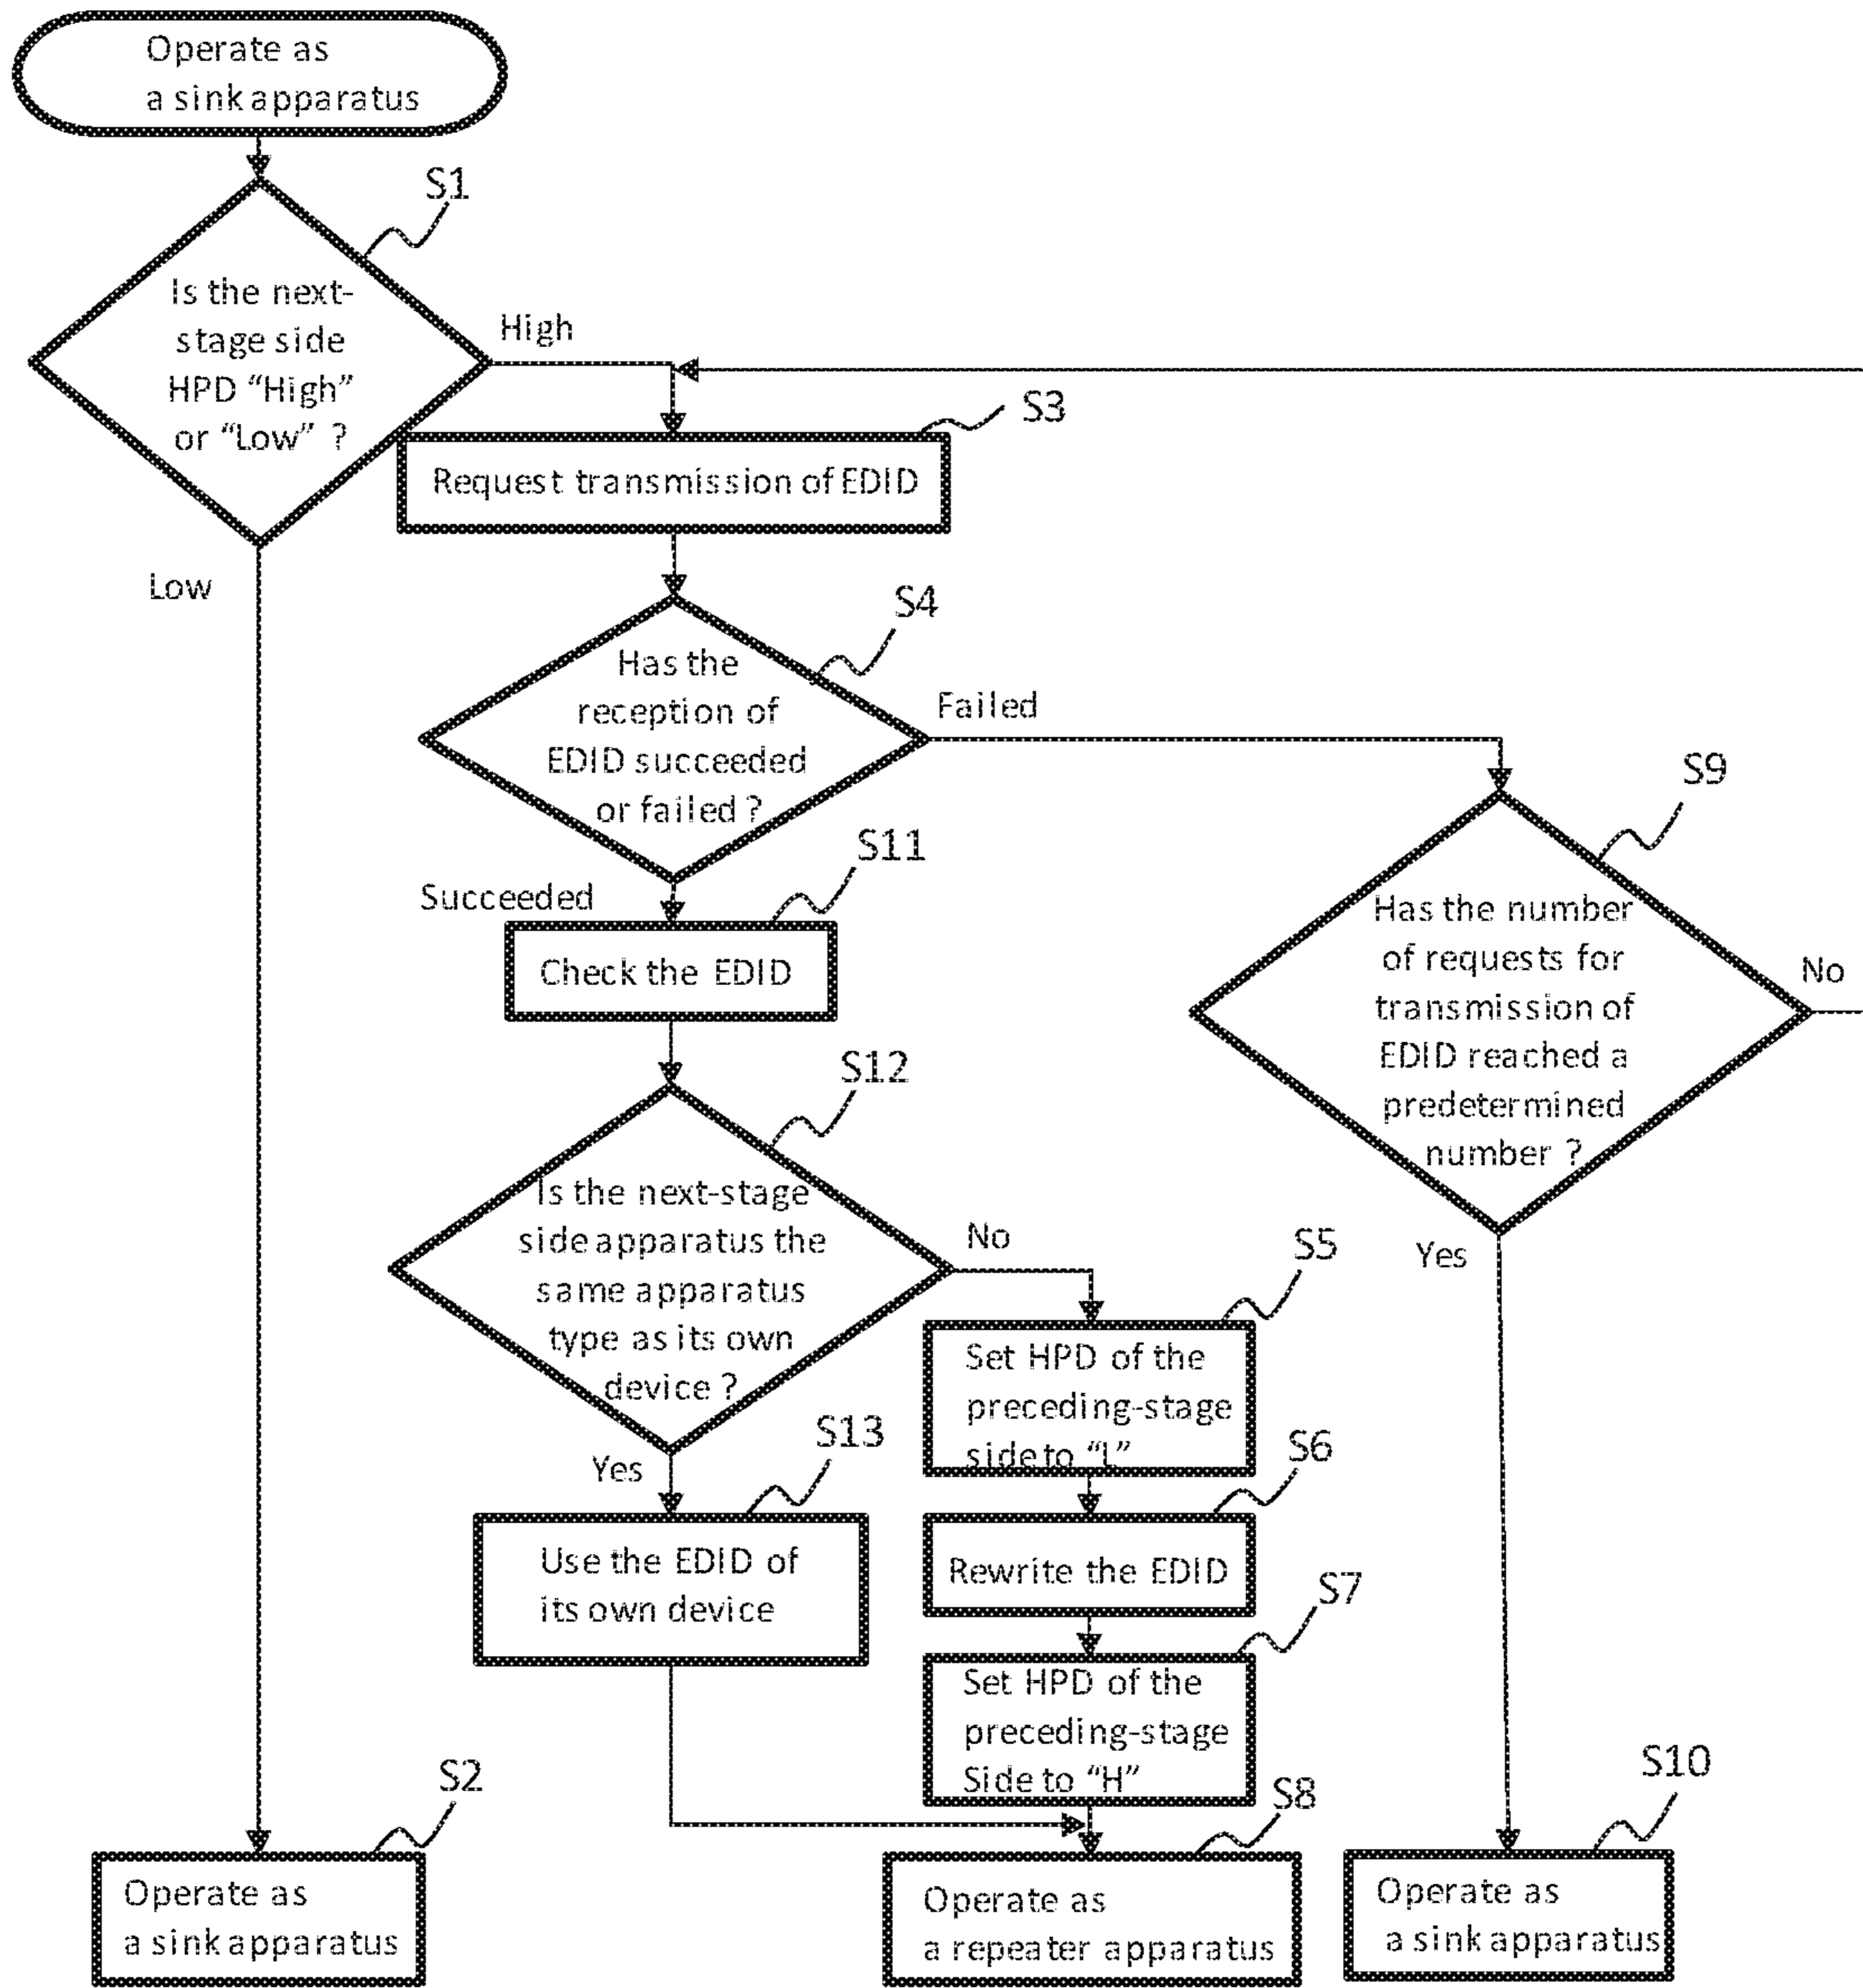 Operate as
a sink apparatus
S1
Is the next-
stage side
HPD “High”
or “Low” ?
High
Low
S3
Request transmission of EDID
S4
Has the
reception of
EDID succeeded
or failed ?
Failed
Succeeded
S9
Has the number
of requests for
transmission of
EDID reached a
predetermined
number ?
No
Yes
S11
Check the EDID
S12
Is the next-stage
side apparatus the
same apparatus
type as its own
device ?
No
Yes
S5
Set HPD of the
preceding-stage
side to “L”
S13
Use the EDID of
its own device
S6
Rewrite the EDID
S7
Set HPD of the
preceding-stage
Side to “H”
S2
Operate as
a sink apparatus
S8
Operate as
a repeater apparatus
S10
Operate as
a sink apparatus